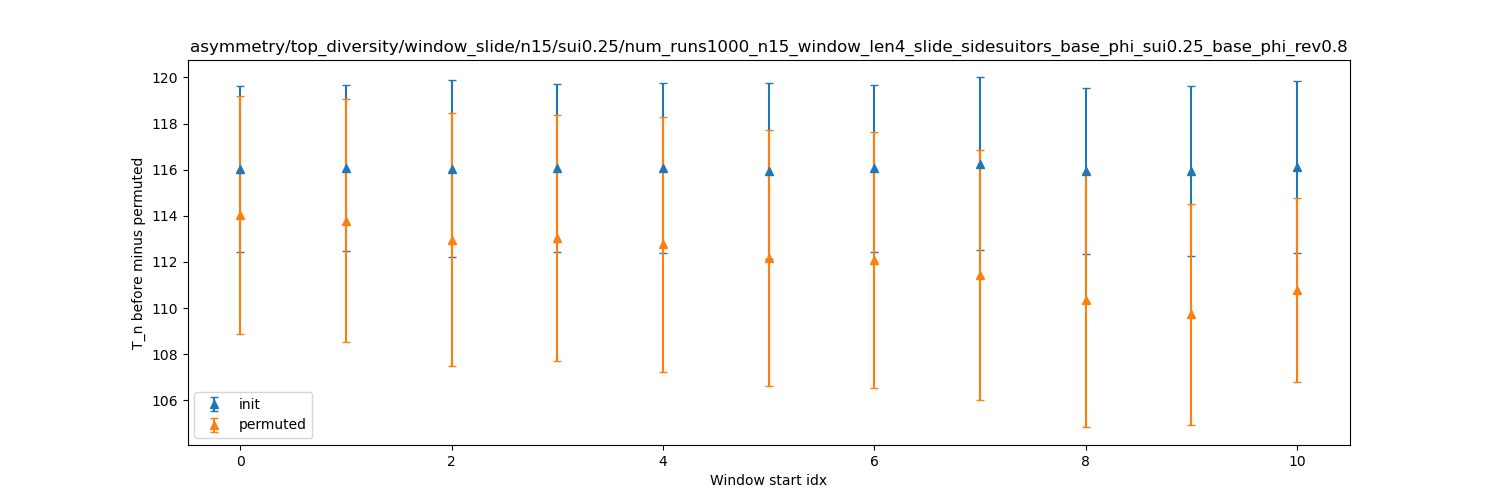 asymmetry/top_diversity/window_slide/n15/sui0.25/num_runs1000_n15_window_len4_slide_sidesuitors_base_phi_sui0.25_base_phi_rev0.8
T_n before minus permuted
120
118
116
114
112
110
108
106
init
permuted
0 2 4 6 8 10
Window start idx